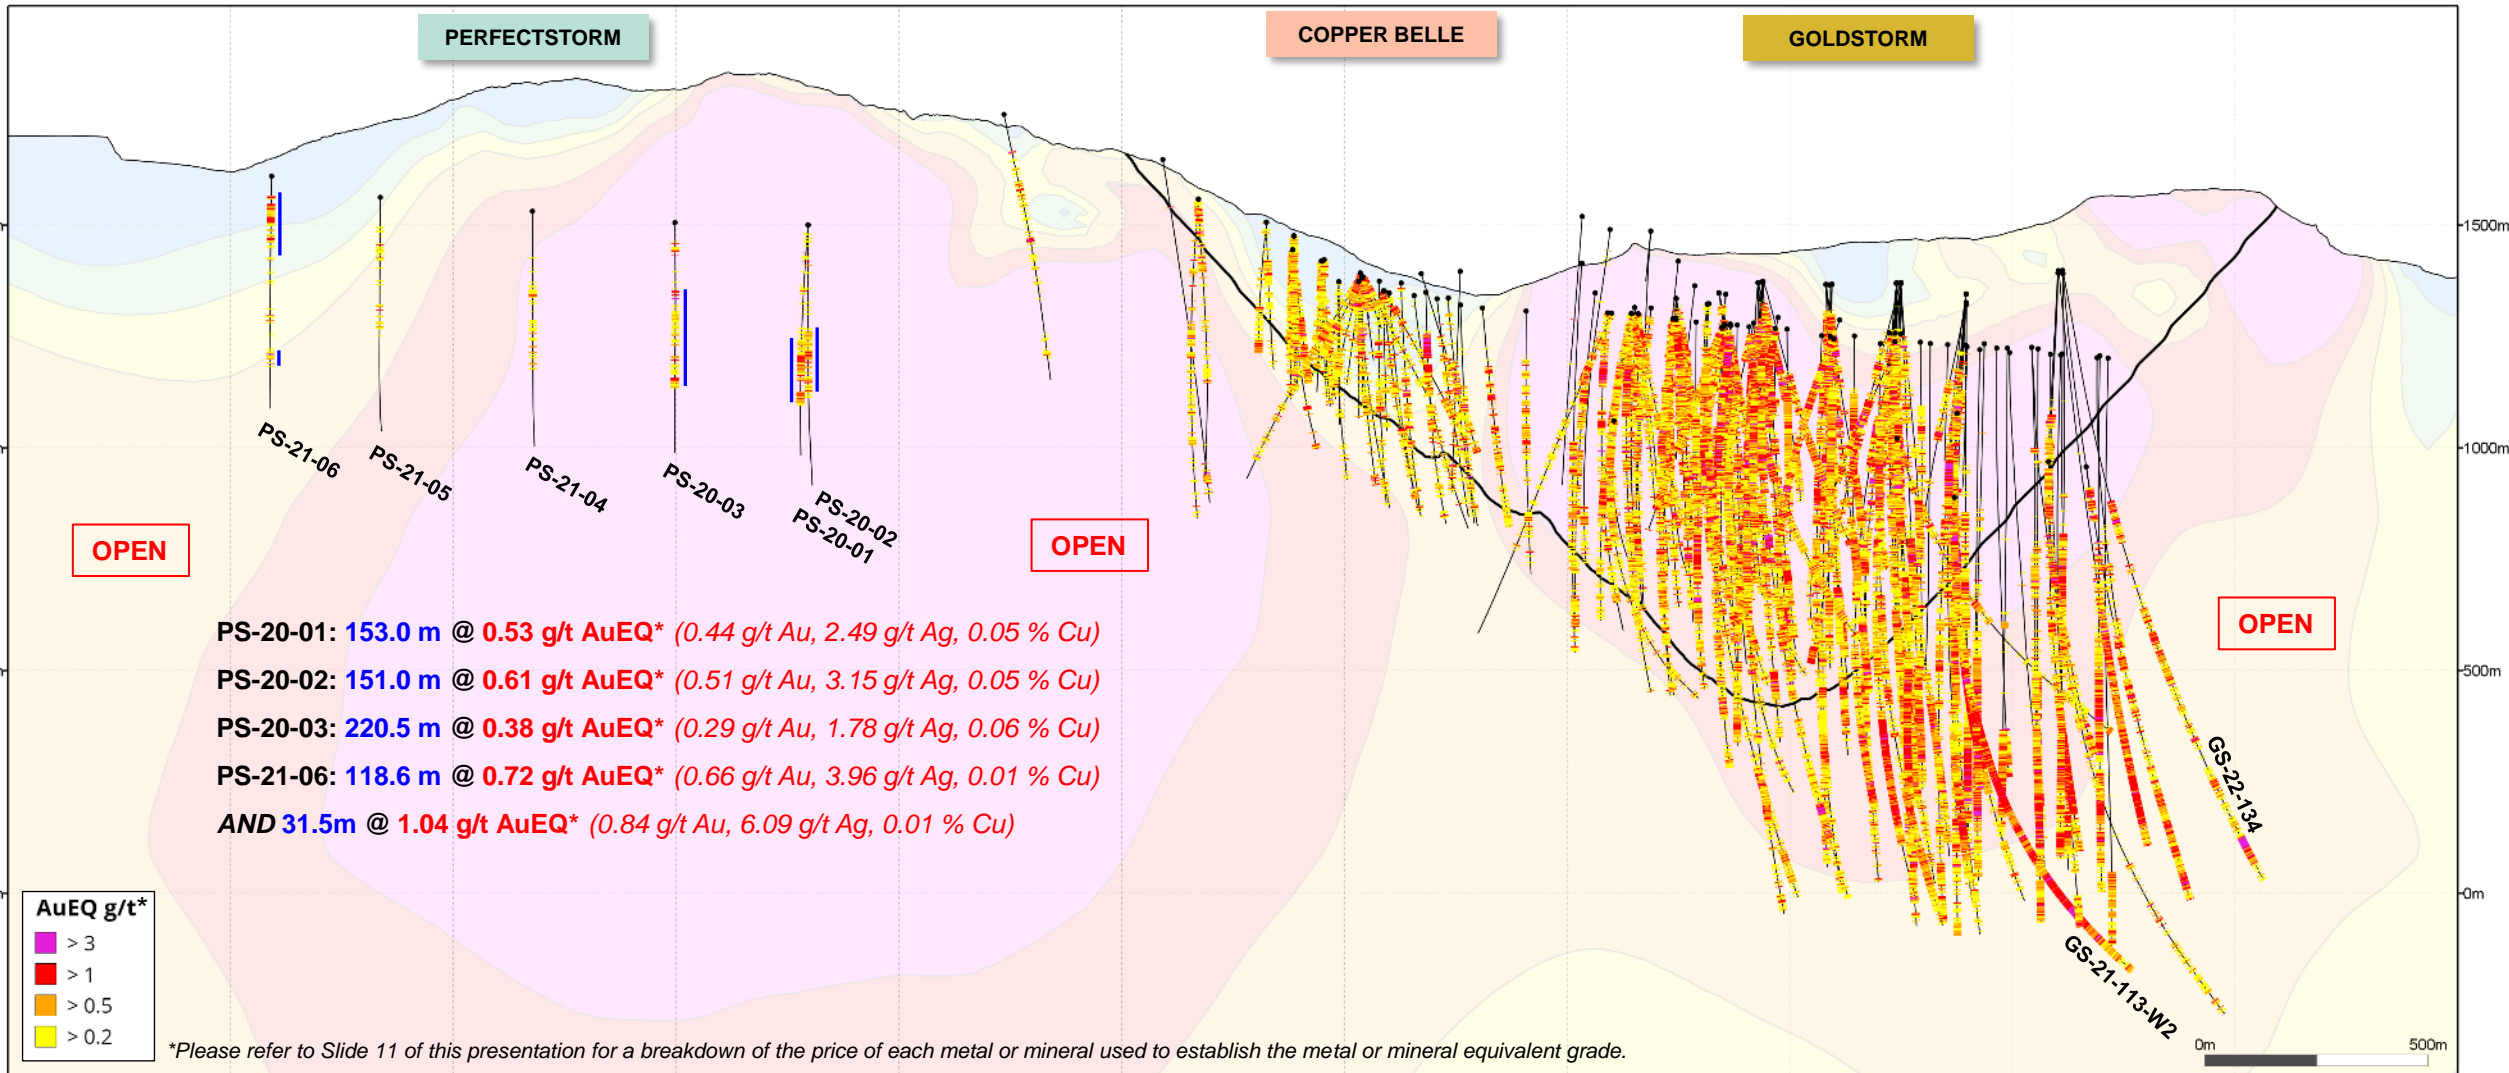 PERFECTSTORM
COPPER BELLE
GOLDSTORM
1500m
1000m
500m
0m
PS-21-06
PS-21-05
PS-21-04
PS-20-03
PS-20-02
PS-20-01
OPEN
OPEN
OPEN
PS-20-01: 153.0 m @ 0.53 g/t AuEQ* (0.44 g/t Au, 2.49 g/t Ag, 0.05 % Cu)
PS-20-02: 151.0 m @ 0.61 g/t AuEQ* (0.51 g/t Au, 3.15 g/t Ag, 0.05 % Cu)
PS-20-03: 220.5 m @ 0.38 g/t AuEQ* (0.29 g/t Au, 1.78 g/t Ag, 0.06 % Cu)
PS-21-06: 118.6 m @ 0.72 g/t AuEQ* (0.66 g/t Au, 3.96 g/t Ag, 0.01 % Cu)
AND 31.5m @ 1.04 g/t AuEQ* (0.84 g/t Au, 6.09 g/t Ag, 0.01 % Cu)
GS-22-134
GS-21-113-W2
AuEQ g/t*
> 3
> 1
> 0.5
> 0.2
*Please refer to Slide 11 of this presentation for a breakdown of the price of each metal or mineral used to establish the metal or mineral equivalent grade.
0m 500m